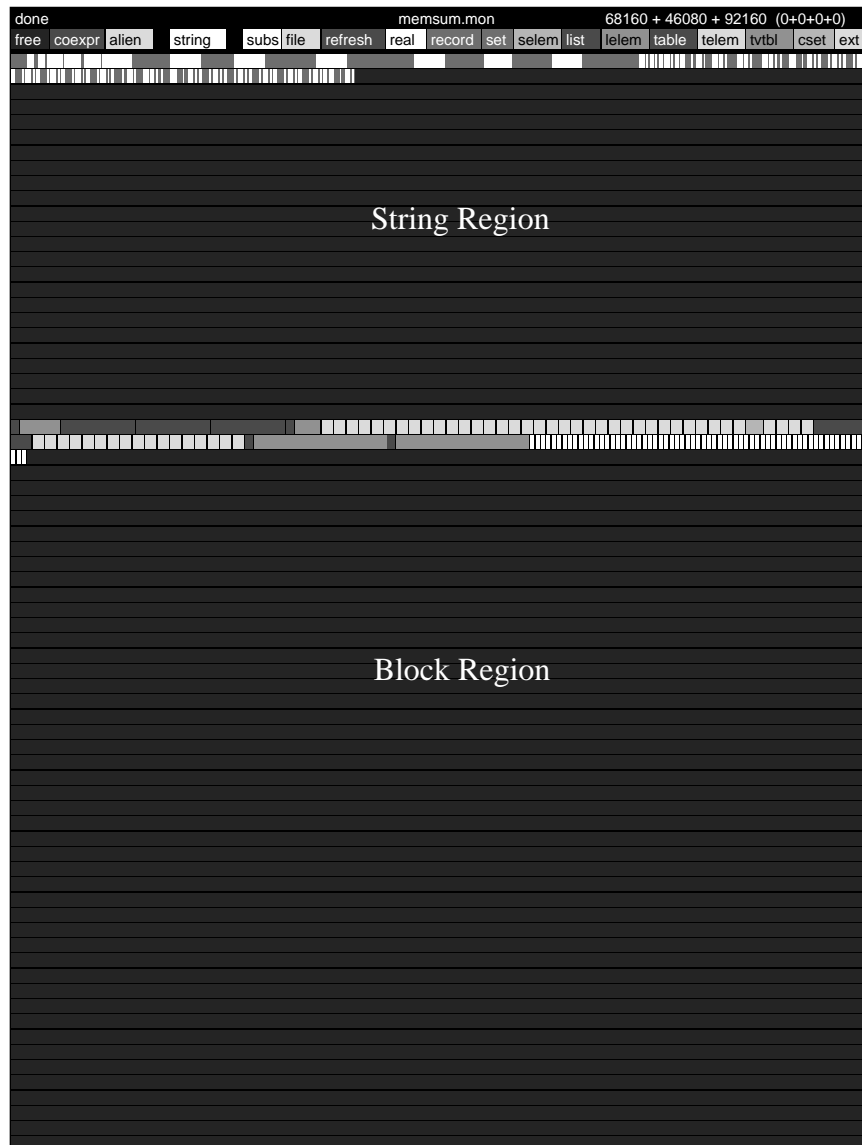 done memsum.mon 68160 + 46080 + 92160 (0+0+0+0)
free coexpr alien string subs file refresh real record set selem list lelem table telem tvtbl cset ext
String Region
Block Region